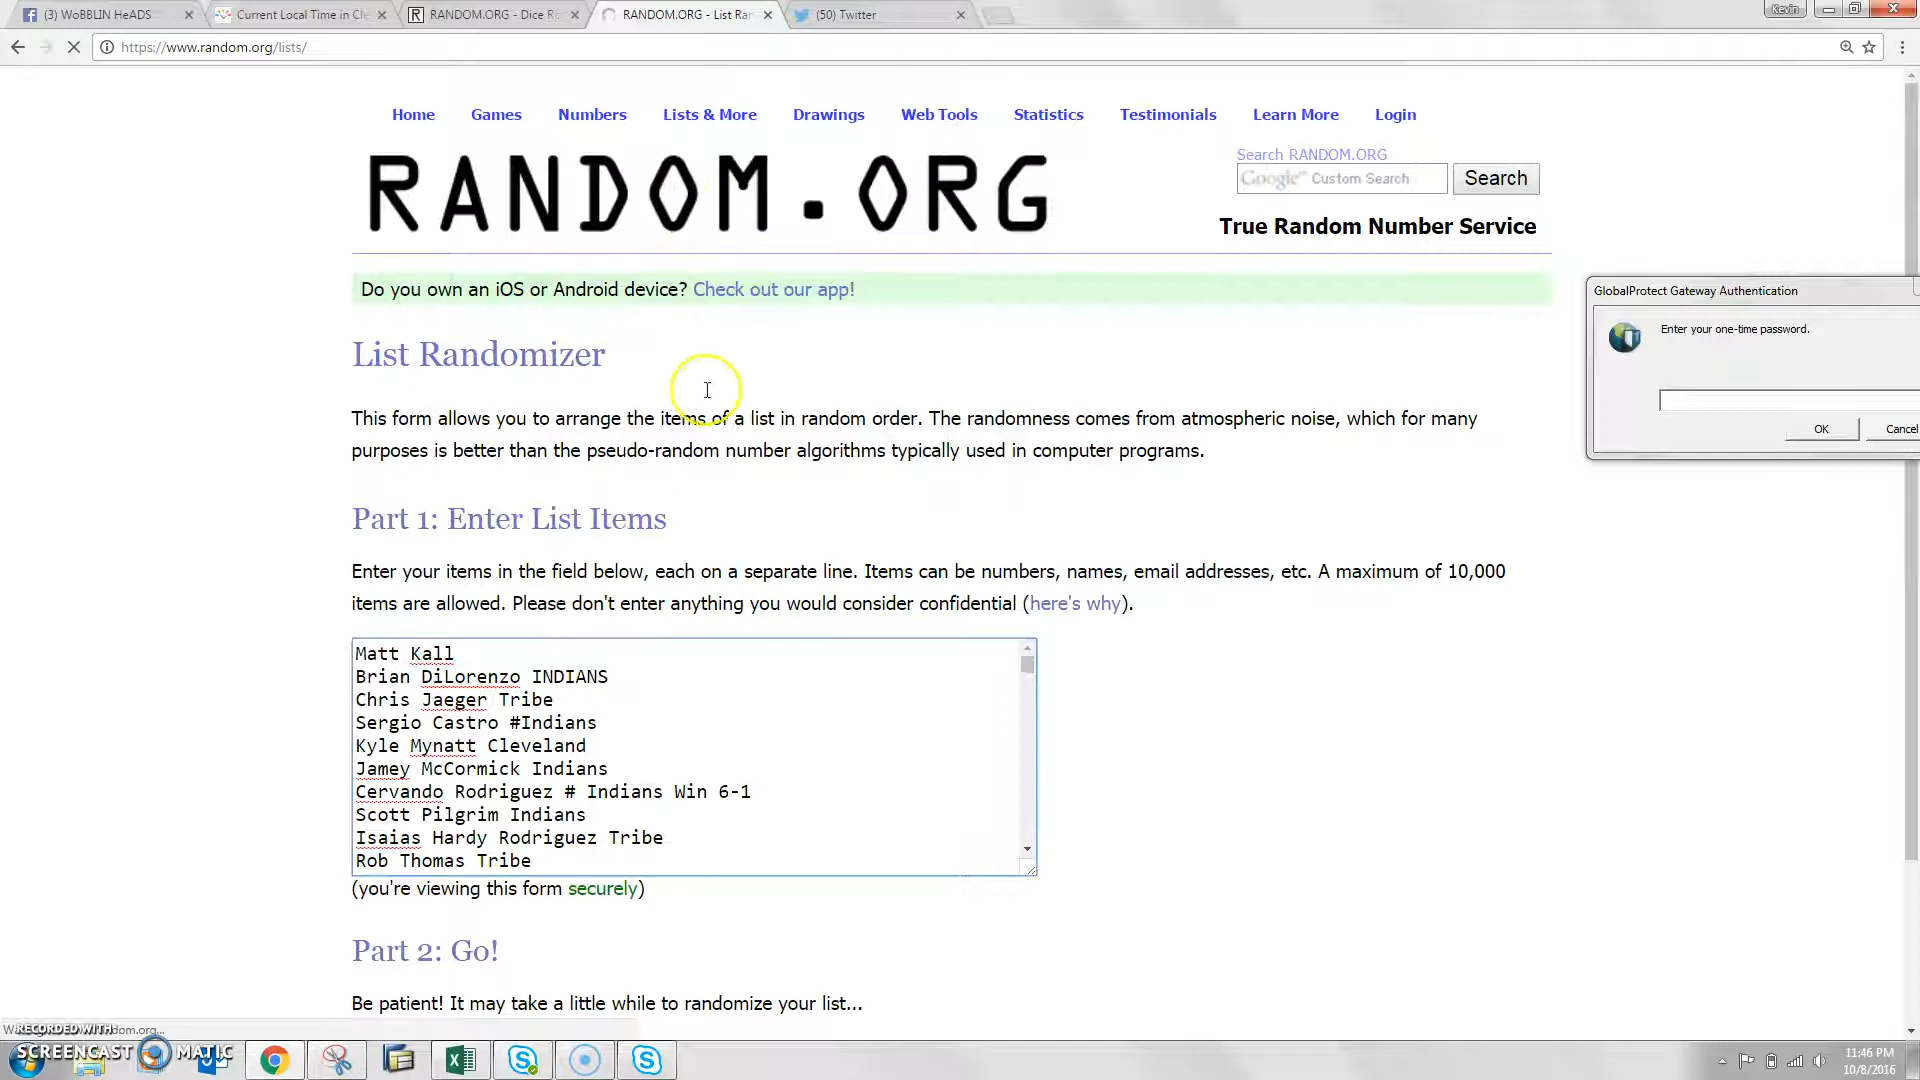 (3) WoBBLIN HeADS
Current Local Time in Cle
RANDOM.ORG - Dice Ro
RANDOM.ORG - List Ran
(50) Twitter
Kevin
https://www.random.org/lists/
Home Games Numbers Lists & More Drawings Web Tools Statistics Testimonials Learn More Login
RANDOM.ORG
Search RANDOM.ORG
Google™ Custom Search
Search
True Random Number Service
Do you own an iOS or Android device? Check out our app!
GlobalProtect Gateway Authentication
Enter your one-time password.
OK
Cancel
List Randomizer
This form allows you to arrange the items of a list in random order. The randomness comes from atmospheric noise, which for many
purposes is better than the pseudo-random number algorithms typically used in computer programs.
Part 1: Enter List Items
Enter your items in the field below, each on a separate line. Items can be numbers, names, email addresses, etc. A maximum of 10,000
items are allowed. Please don't enter anything you would consider confidential (here's why).
Matt Kall
Brian DiLorenzo INDIANS
Chris Jaeger Tribe
Sergio Castro #Indians
Kyle Mynatt Cleveland
Jamey McCormick Indians
Cervando Rodriguez # Indians Win 6-1
Scott Pilgrim Indians
Isaias Hardy Rodriguez Tribe
Rob Thomas Tribe
(you're viewing this form securely)
Part 2: Go!
Be patient! It may take a little while to randomize your list...
RECORDED WITH
SCREENCAST MATIC
11:46 PM
10/8/2016